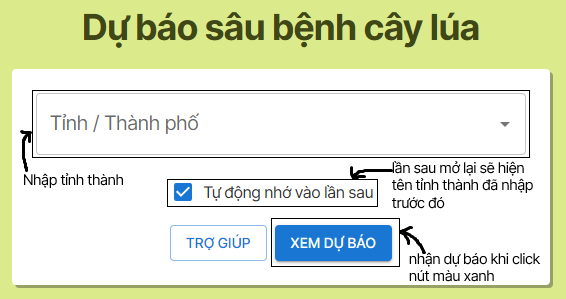 Dự báo sâu bệnh cây lúa
Tỉnh / Thành phố
Nhập tỉnh thành
Tự động nhớ vào lần sau
lần sau mở lại sẽ hiện
tên tỉnh thành đã nhập
trước đó
TRỢ GIÚP
XEM DỰ BÁO
nhận dự báo khi click
nút màu xanh